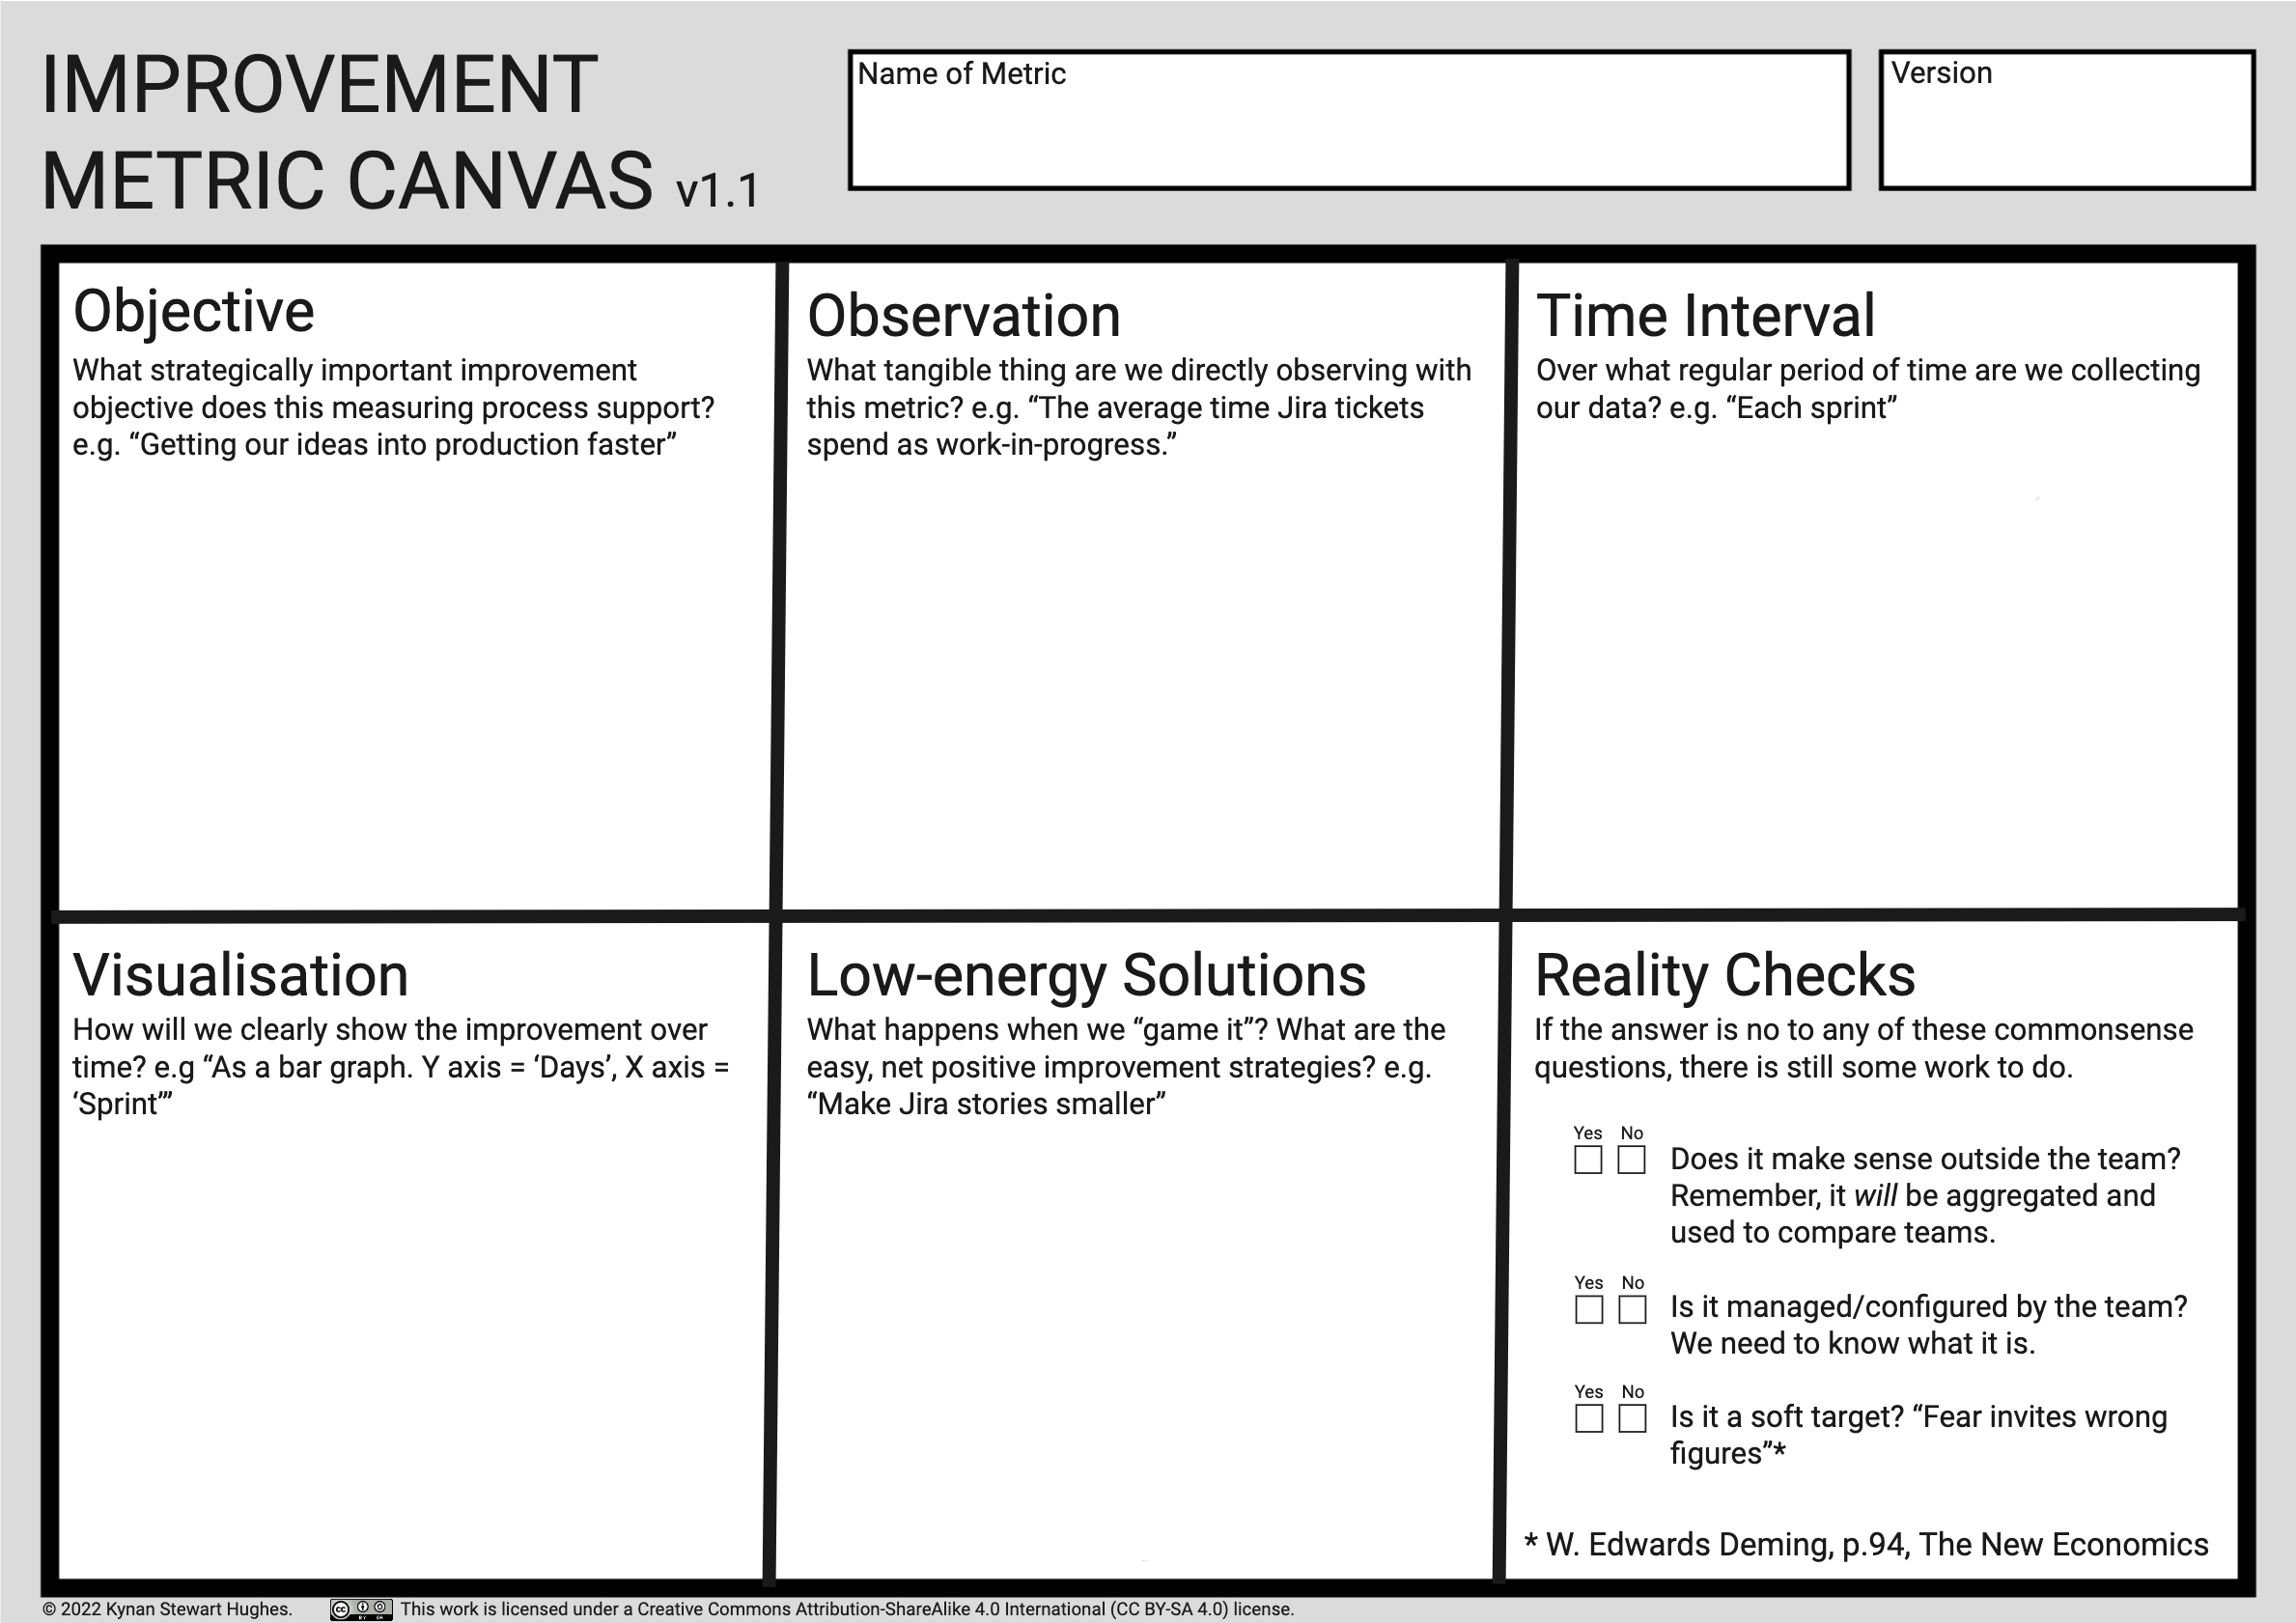 IMPROVEMENT
METRIC CANVAS v1.1
Name of Metric
Version
Objective
What strategically important improvement
objective does this measuring process support?
e.g. “Getting our ideas into production faster”
Observation
What tangible thing are we directly observing with
this metric? e.g. “The average time Jira tickets
spend as work-in-progress.”
Time Interval
Over what regular period of time are we collecting
our data? e.g. “Each sprint”
Visualisation
How will we clearly show the improvement over
time? e.g “As a bar graph. Y axis = ‘Days’, X axis =
‘Sprint’”
Low-energy Solutions
What happens when we “game it”? What are the
easy, net positive improvement strategies? e.g.
“Make Jira stories smaller”
Reality Checks
If the answer is no to any of these commonsense
questions, there is still some work to do.
Yes No
Does it make sense outside the team?
Remember, it will be aggregated and
used to compare teams.
Yes No
Is it managed/configured by the team?
We need to know what it is.
Yes No
Is it a soft target? “Fear invites wrong
figures”*
* W. Edwards Deming, p.94, The New Economics
© 2022 Kynan Stewart Hughes. cc BY SA This work is licensed under a Creative Commons Attribution-ShareAlike 4.0 International (CC BY-SA 4.0) license.